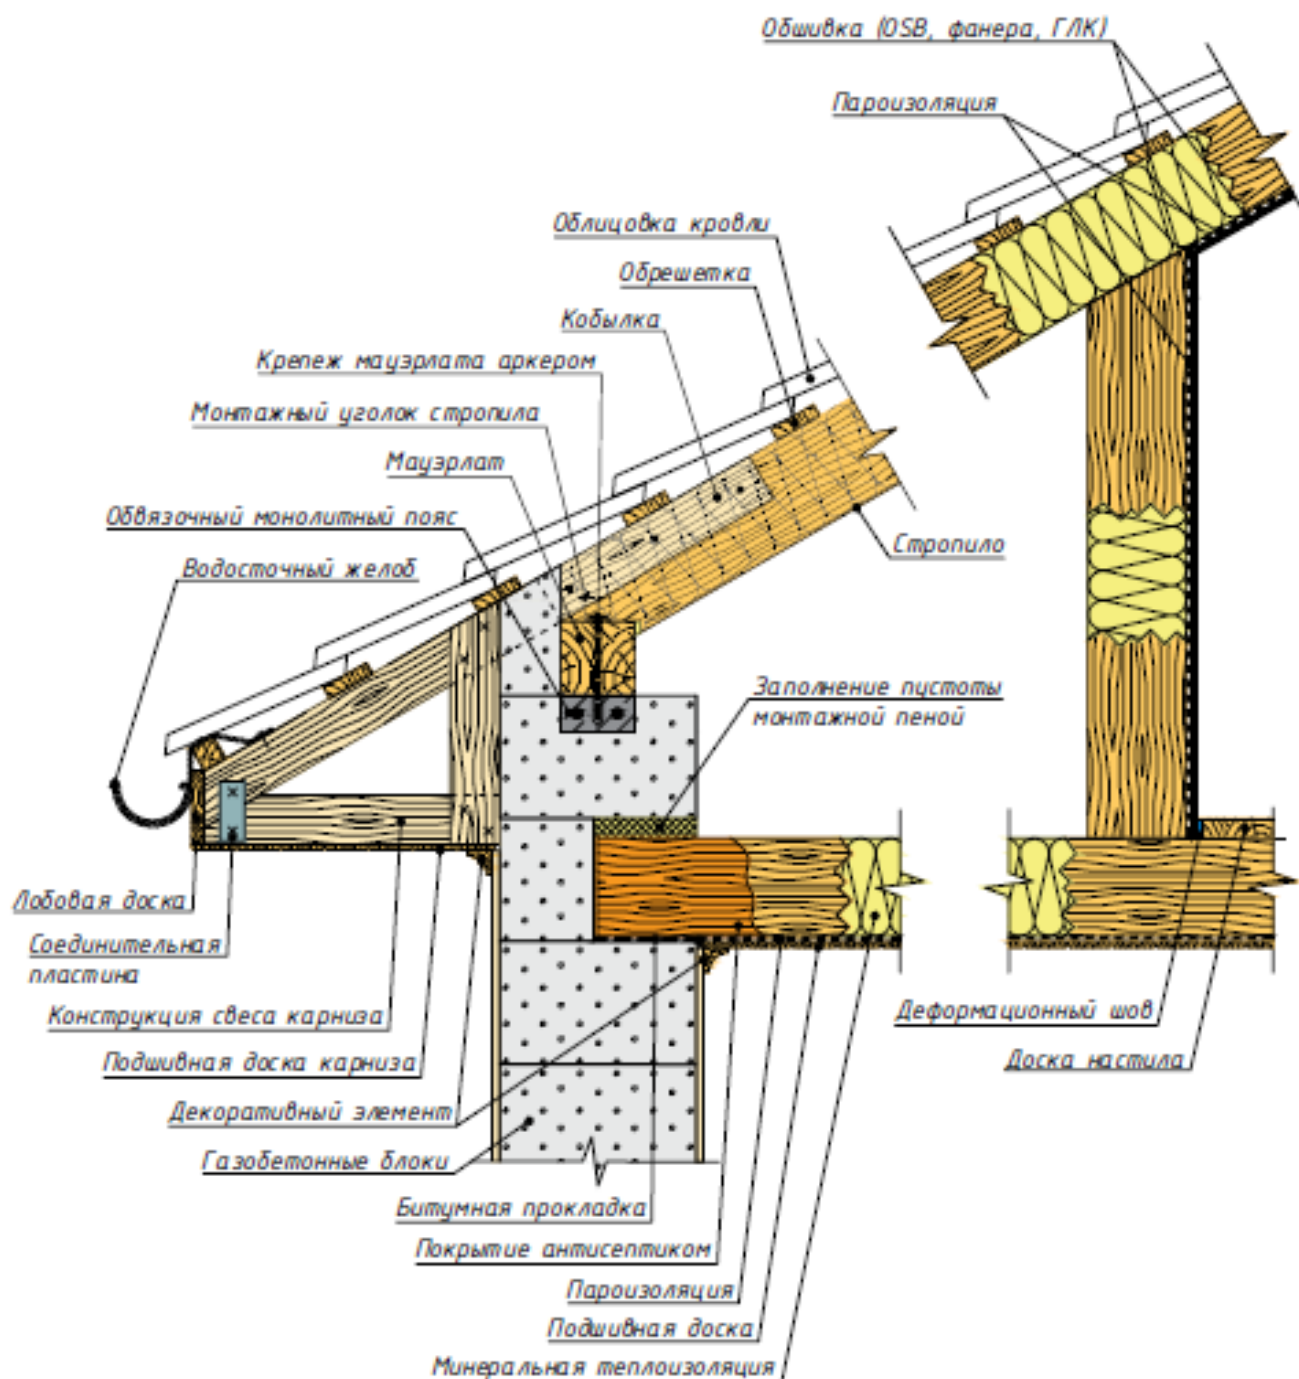 Обшивка (OSB, фанера, ГЛК)
Пароизоляция
Облицовка кровли
Обрешетка
Кобылка
Крепеж мауэрлата аркером
Монтажный уголок стропила
Мауэрлат
Обвязочный монолитный пояс
Стропило
Водосточный желоб
Заполнение пустоты
монтажной пеной
Лобовая доска
Соединительная
пластина
Конструкция свеса карниза
Деформационный шов
Подшивная доска карниза
Доска настила
Декоративный элемент
Газобетонные блоки
Битумная прокладка
Покрытие антисептиком
Пароизоляция
Подшивная доска
Минеральная теплоизоляция